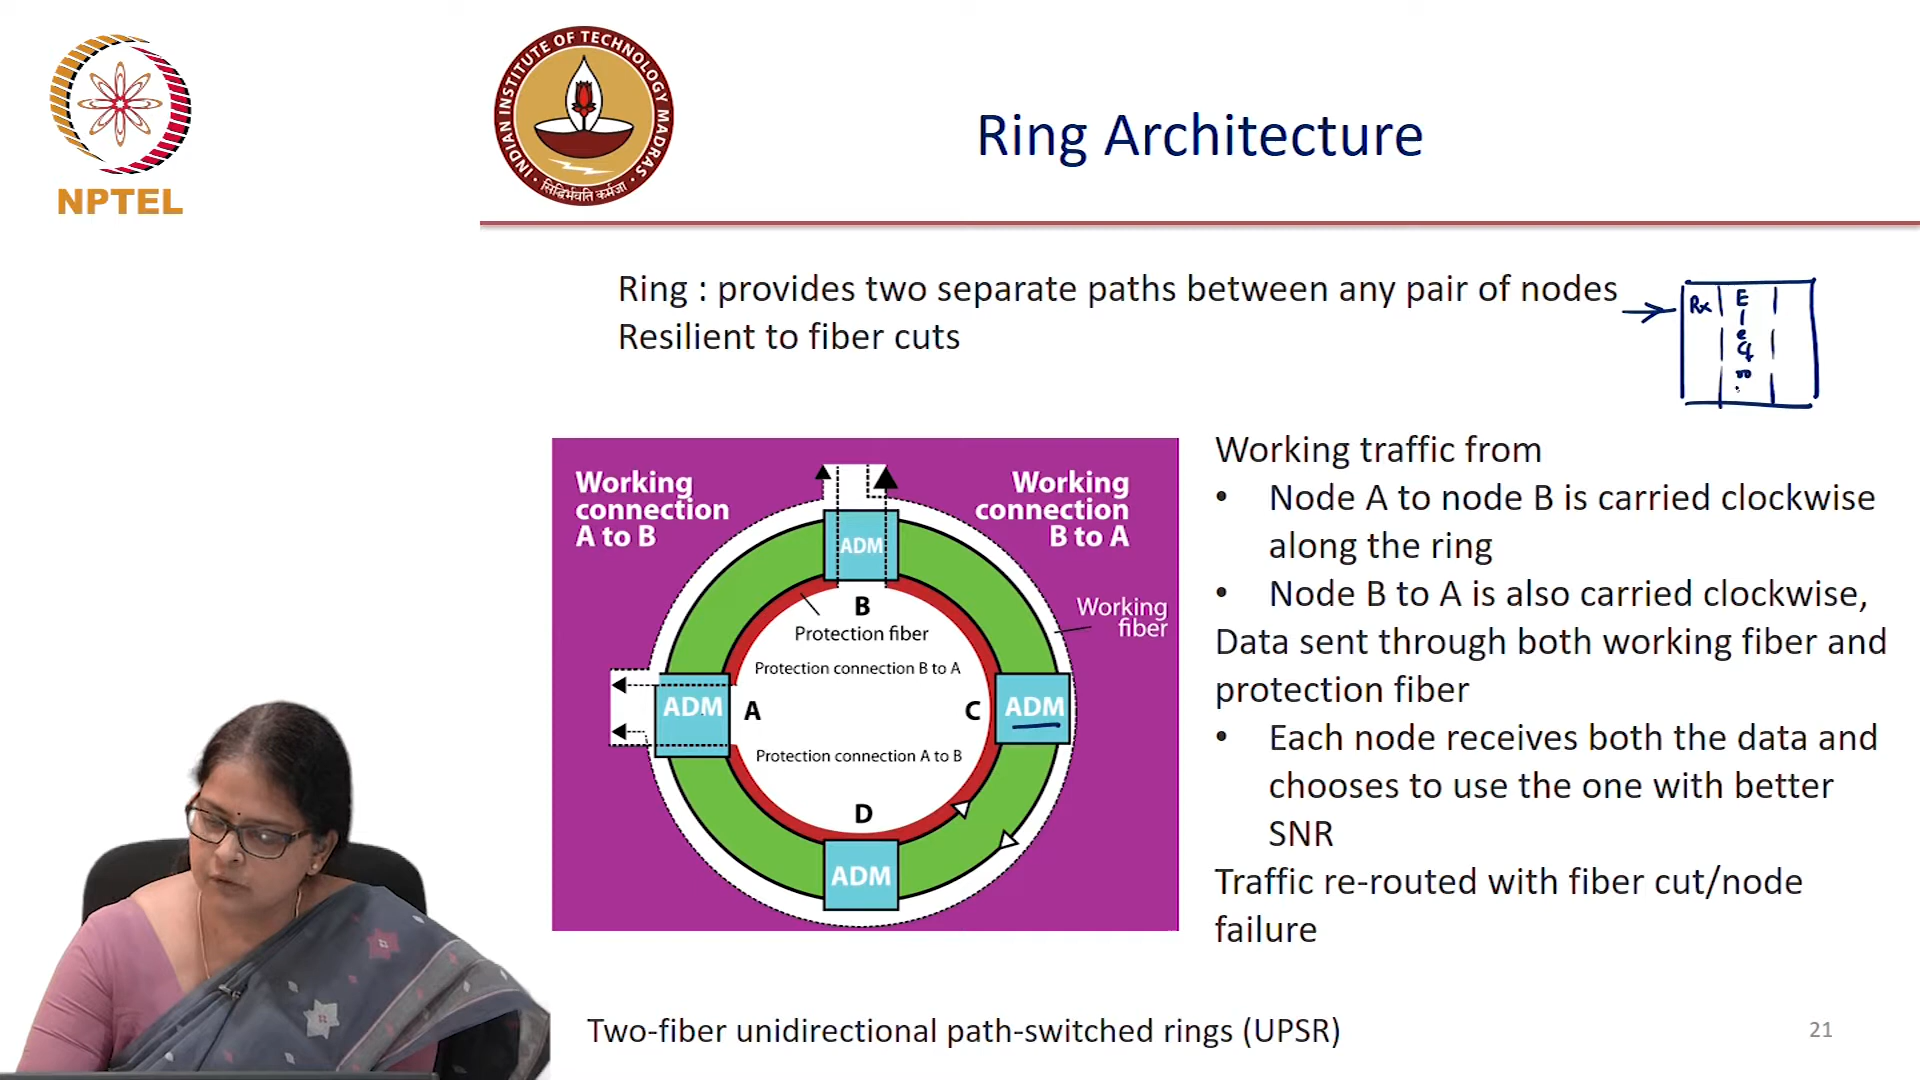 NPTEL
INDIAN INSTITUTE OF TECHNOLOGY MADRAS
सिद्धिर्भवति कर्मजा
Ring Architecture
Ring : provides two separate paths between any pair of nodes
Resilient to fiber cuts
Rx
E
l
e
ct
Working
connection
A to B
Working
connection
B to A
ADM
B
Protection fiber
Working
fiber
Protection connection B to A
ADM
A
C
ADM
Protection connection A to B
D
ADM
Working traffic from
• Node A to node B is carried clockwise
along the ring
• Node B to A is also carried clockwise,
Data sent through both working fiber and
protection fiber
• Each node receives both the data and
chooses to use the one with better
SNR
Traffic re-routed with fiber cut/node
failure
Two-fiber unidirectional path-switched rings (UPSR)
21